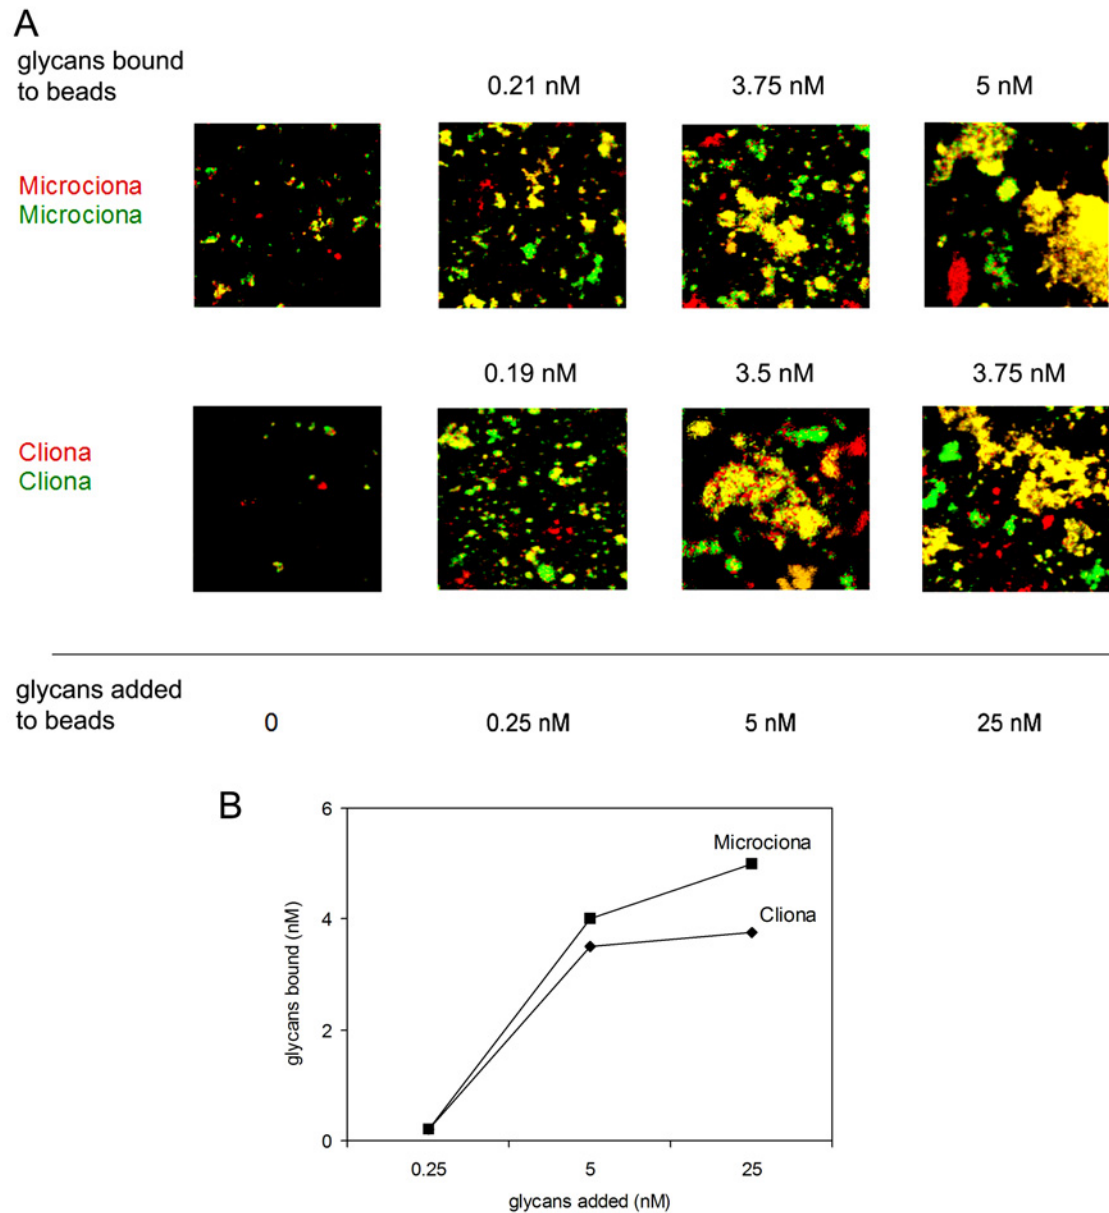 A
glycans bound
to beads
0.21 nM
3.75 nM
5 nM
Microciona
Microciona
0.19 nM
3.5 nM
3.75 nM
Cliona
Cliona
glycans added
to beads
0
0.25 nM
5 nM
25 nM
B
6
4
2
0
glycans bound (nM)
Microciona
Cliona
0.25
5
25
glycans added (nM)